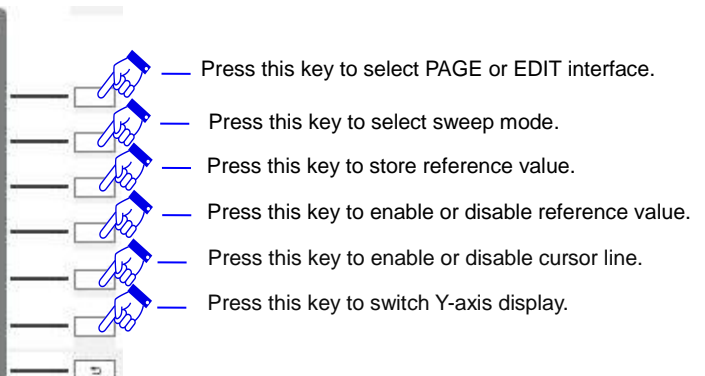 Press this key to select PAGE or EDIT interface.
Press this key to select sweep mode.
Press this key to store reference value.
Press this key to enable or disable reference value.
Press this key to enable or disable cursor line.
Press this key to switch Y-axis display.